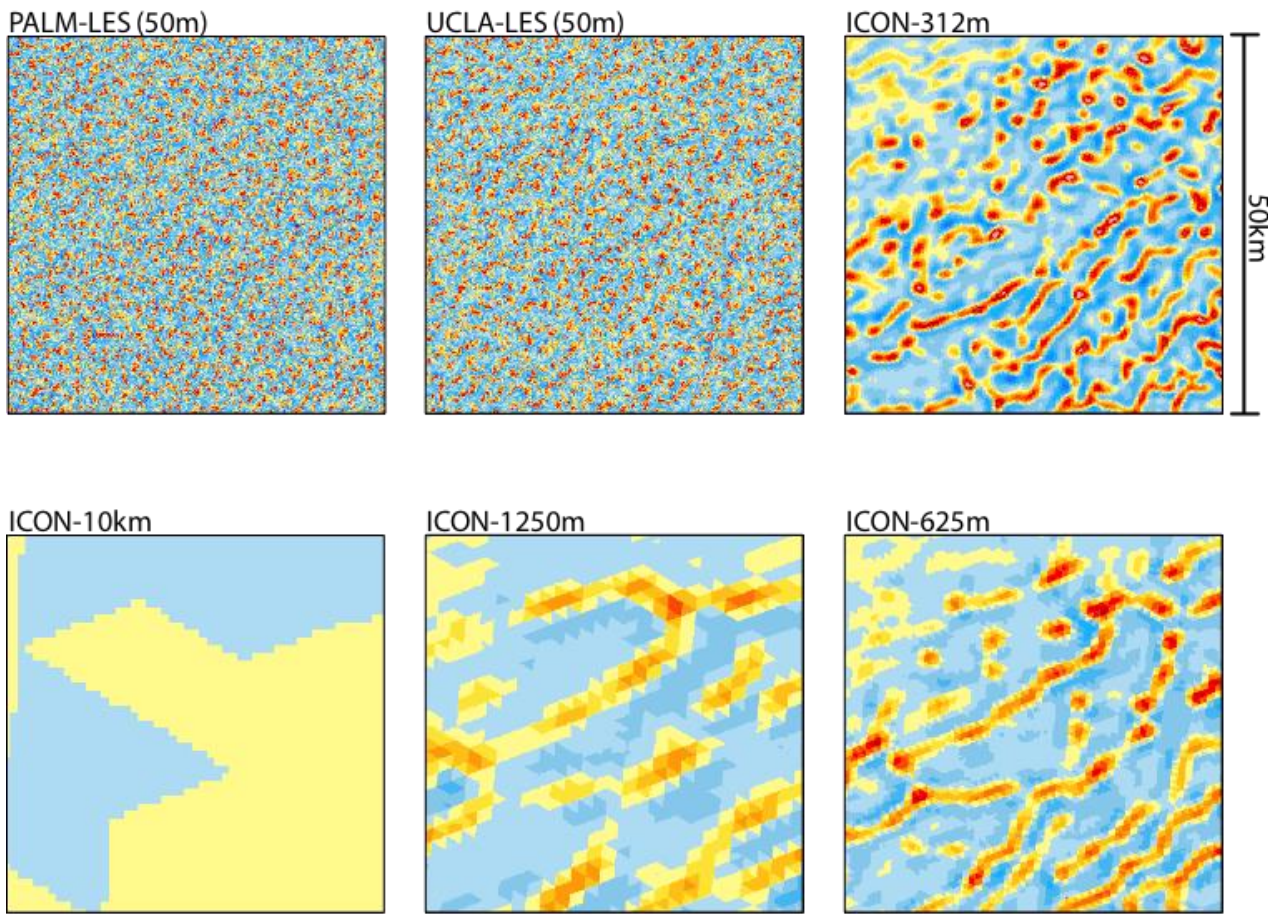 PALM-LES (50m)
UCLA-LES (50m)
ICON-312m
50km
ICON-10km
ICON-1250m
ICON-625m